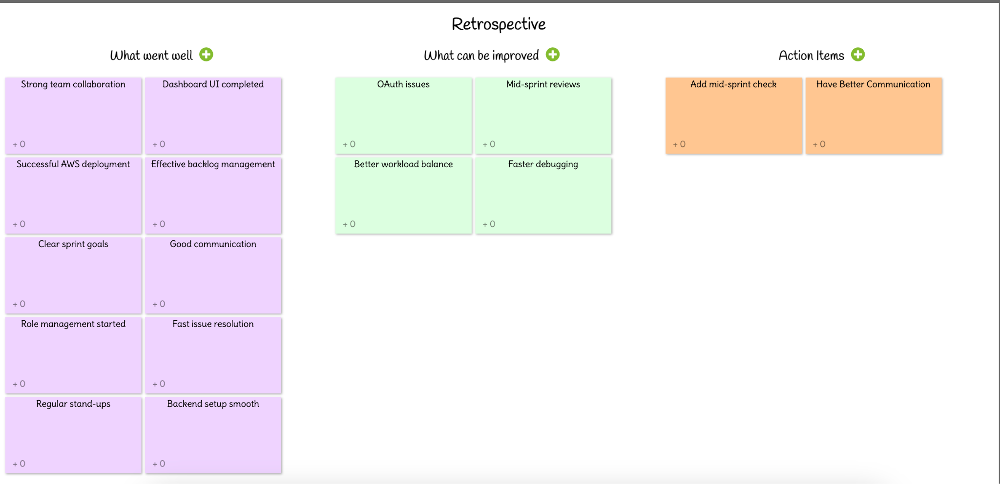 Retrospective
What went well
What can be improved
Action Items
Strong team collaboration
+ 0
Dashboard UI completed
+ 0
Successful AWS deployment
+ 0
Effective backlog management
+ 0
Clear sprint goals
+ 0
Good communication
+ 0
Role management started
+ 0
Fast issue resolution
+ 0
Regular stand-ups
+ 0
Backend setup smooth
+ 0
OAuth issues
+ 0
Mid-sprint reviews
+ 0
Better workload balance
+ 0
Faster debugging
+ 0
Add mid-sprint check
+ 0
Have Better Communication
+ 0